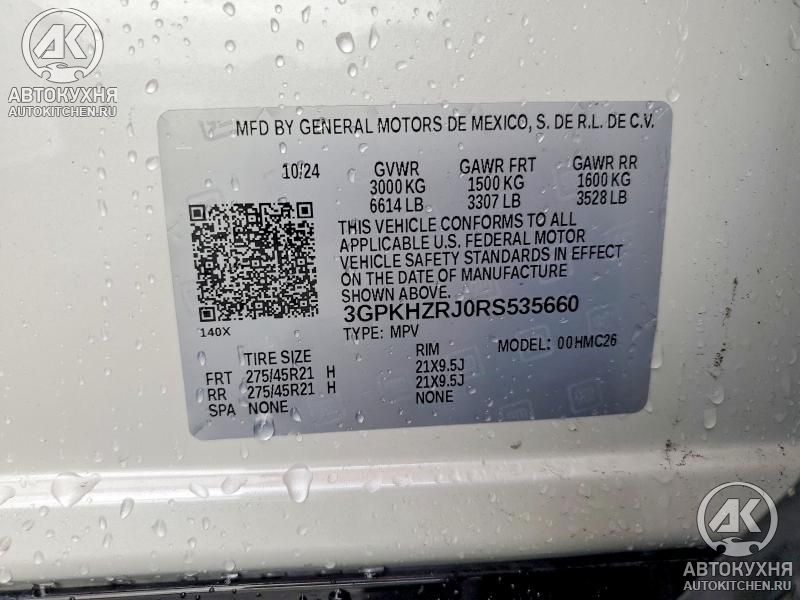 AK
АВТОКУХНЯ
AUTOKITCHEN.RU
MFD BY GENERAL MOTORS DE MEXICO, S. DE R.L. DE C.V.
10/24 GVWR GAWR FRT GAWR RR
3000 KG 1500 KG 1600 KG
6614 LB 3307 LB 3528 LB
THIS VEHICLE CONFORMS TO ALL
APPLICABLE U.S. FEDERAL MOTOR
VEHICLE SAFETY STANDARDS IN EFFECT
ON THE DATE OF MANUFACTURE
SHOWN ABOVE.
3GPKHZRJ0RS535660
140X TYPE: MPV MODEL: 00HMC26
TIRE SIZE RIM
FRT 275/45R21 H 21X9.5J
RR 275/45R21 H 21X9.5J
SPA NONE NONE
AK
АВТОКУХНЯ
AUTOKITCHEN.RU